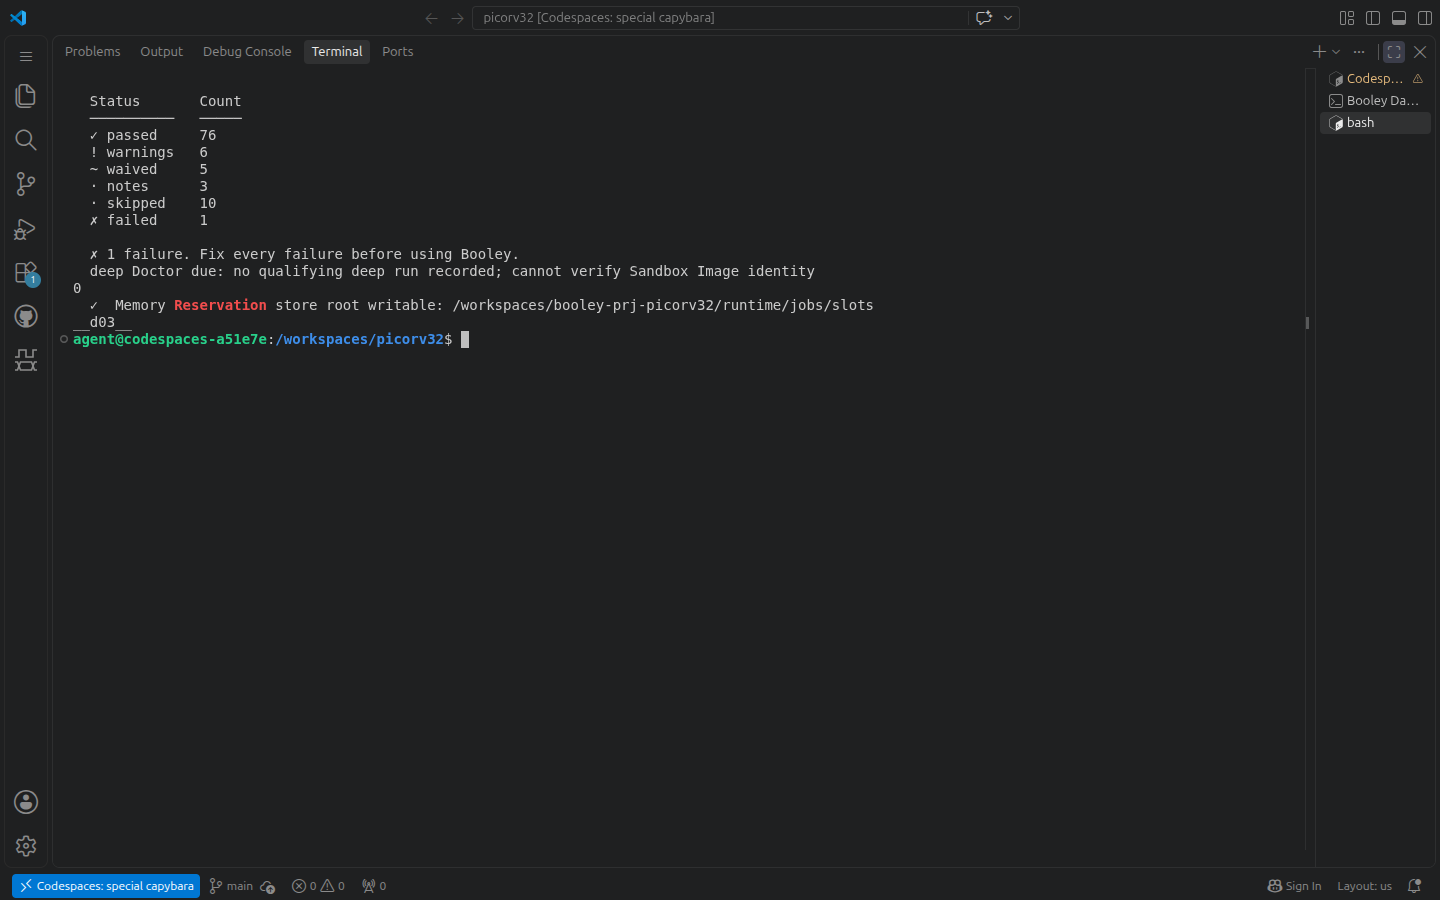 picorv32 [Codespaces: special capybara]
Problems Output Debug Console Terminal Ports
Status Count
✓ passed 76
! warnings 6
~ waived 5
· notes 3
· skipped 10
✗ failed 1
✗ 1 failure. Fix every failure before using Booley.
deep Doctor due: no qualifying deep run recorded; cannot verify Sandbox Image identity
0
✓ Memory Reservation store root writable: /workspaces/booley-prj-picorv32/runtime/jobs/slots
__d03__
agent@codespaces-a51e7e:/workspaces/picorv32$
Codesp...
Booley Da...
bash
1
Codespaces: special capybara main 0 0 0 Sign In Layout: us